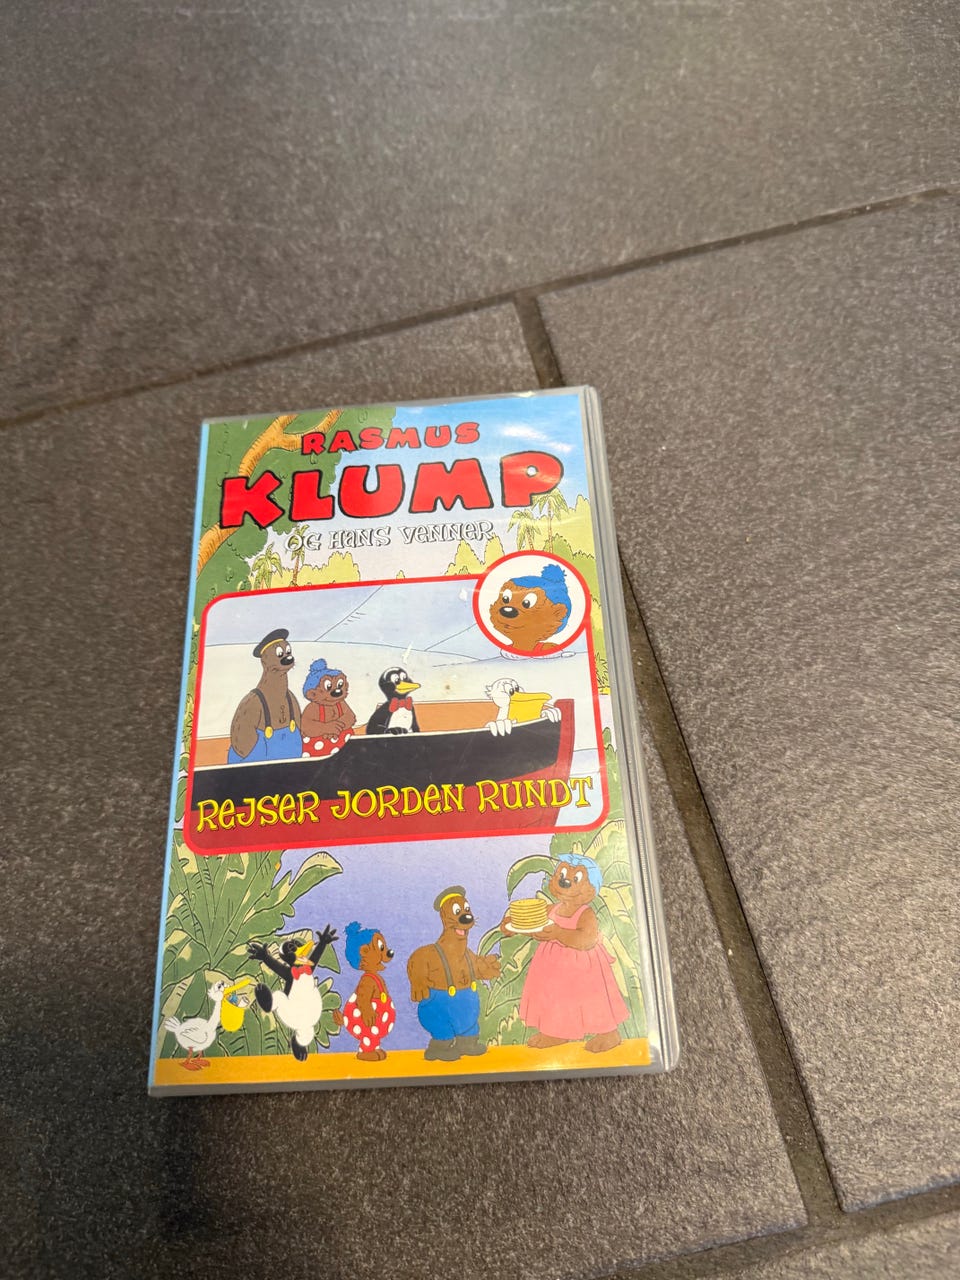 RASMUS
KLUMP
OG HANS VENNER
REJSER JORDEN RUNDT